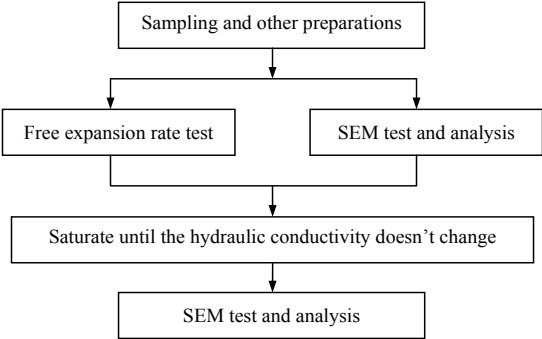 Sampling and other preparations
Free expansion rate test
SEM test and analysis
Saturate until the hydraulic conductivity doesn’t change
SEM test and analysis